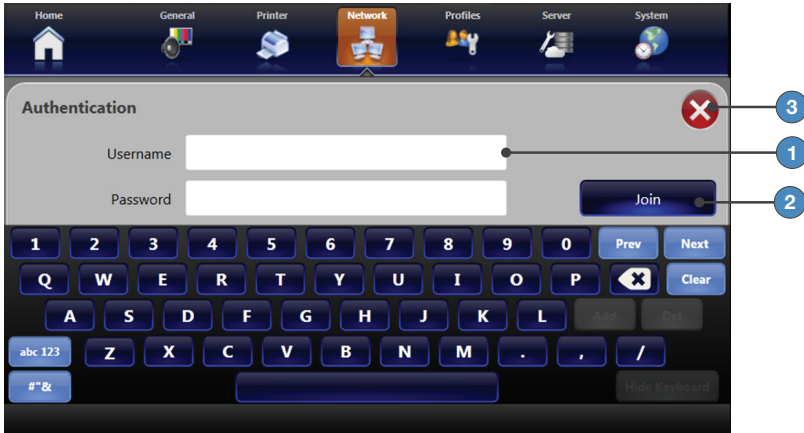 Home General Printer Network Profiles Server System
Authentication
3
Username
1
Password
Join
2
1 2 3 4 5 6 7 8 9 0 Prev Next
Q W E R T Y U I O P Clear
A S D F G H J K L Add Del
abc 123 Z X C V B N M . , /
#"& Hide Keyboard